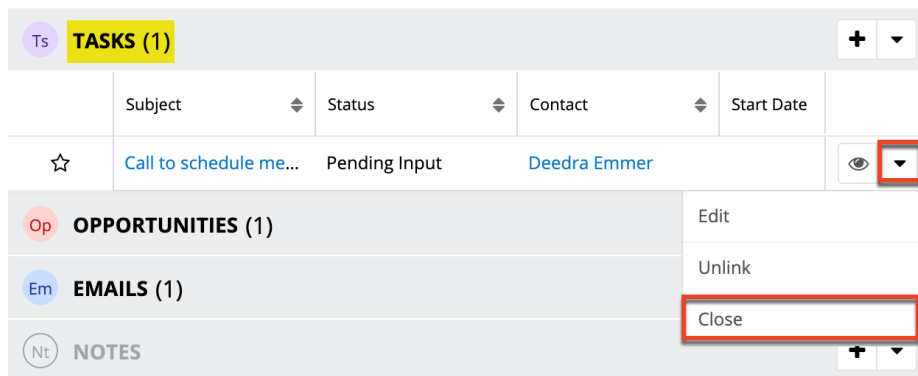 Ts TASKS (1)
Subject Status Contact Start Date
Call to schedule me... Pending Input Deedra Emmer
Edit
Op OPPORTUNITIES (1)
Unlink
Em EMAILS (1)
Close
Nt NOTES